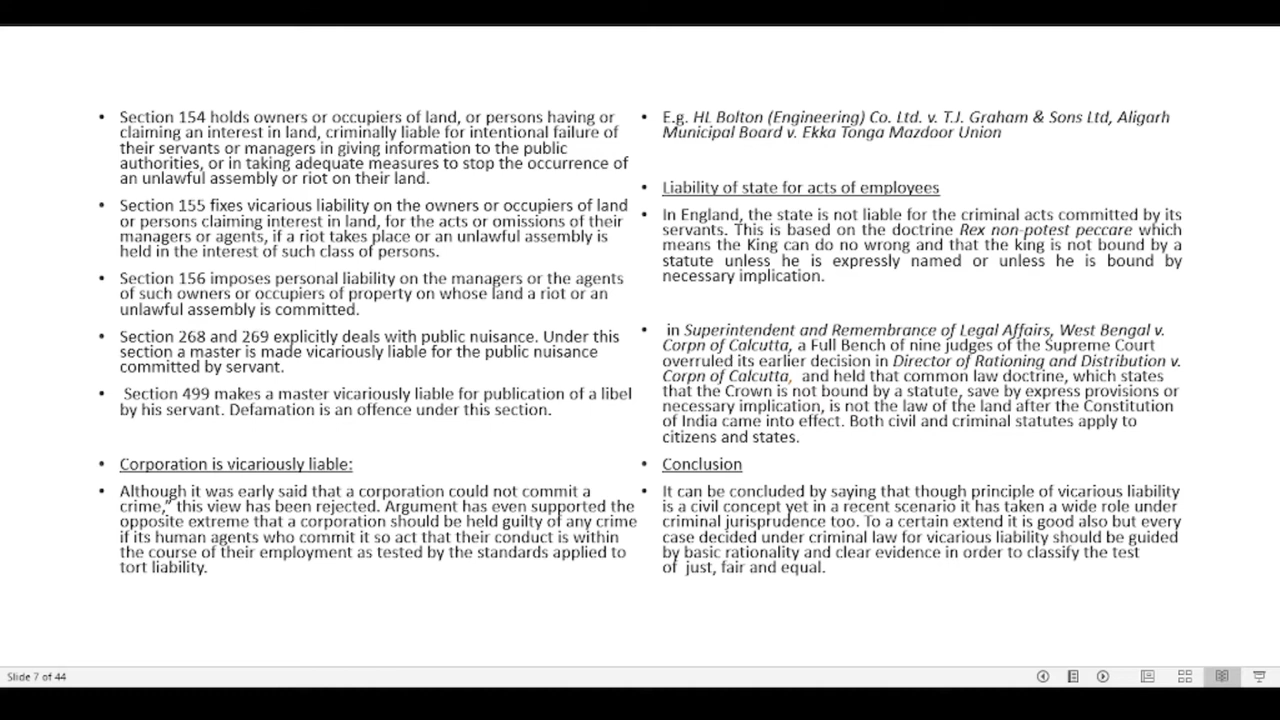 • Section 154 holds owners or occupiers of land, or persons having or
claiming an interest in land, criminally liable for intentional failure of
their servants or managers in giving information to the public
authorities, or in taking adequate measures to stop the occurrence of
an unlawful assembly or riot on their land.
• Section 155 fixes vicarious liability on the owners or occupiers of land
or persons claiming interest in land, for the acts or omissions of their
managers or agents, if a riot takes place or an unlawful assembly is
held in the interest of such class of persons.
• Section 156 imposes personal liability on the managers or the agents
of such owners or occupiers of property on whose land a riot or an
unlawful assembly is committed.
• Section 268 and 269 explicitly deals with public nuisance. Under this
section a master is made vicariously liable for the public nuisance
committed by servant.
• Section 499 makes a master vicariously liable for publication of a libel
by his servant. Defamation is an offence under this section.
• Corporation is vicariously liable:
• Although it was early said that a corporation could not commit a
crime,” this view has been rejected. Argument has even supported the
opposite extreme that a corporation should be held guilty of any crime
if its human agents who commit it so act that their conduct is within
the course of their employment as tested by the standards applied to
tort liability.
• E.g. HL Bolton (Engineering) Co. Ltd. v. T.J. Graham & Sons Ltd, Aligarh
Municipal Board v. Ekka Tonga Mazdoor Union
• Liability of state for acts of employees
• In England, the state is not liable for the criminal acts committed by its
servants. This is based on the doctrine Rex non-potest peccare which
means the King can do no wrong and that the king is not bound by a
statute unless he is expressly named or unless he is bound by
necessary implication.
• in Superintendent and Remembrance of Legal Affairs, West Bengal v.
Corpn of Calcutta, a Full Bench of nine judges of the Supreme Court
overruled its earlier decision in Director of Rationing and Distribution v.
Corpn of Calcutta, and held that common law doctrine, which states
that the Crown is not bound by a statute, save by express provisions or
necessary implication, is not the law of the land after the Constitution
of India came into effect. Both civil and criminal statutes apply to
citizens and states.
• Conclusion
• It can be concluded by saying that though principle of vicarious liability
is a civil concept yet in a recent scenario it has taken a wide role under
criminal jurisprudence too. To a certain extend it is good also but every
case decided under criminal law for vicarious liability should be guided
by basic rationality and clear evidence in order to classify the test
of just, fair and equal.
Slide 7 of 44